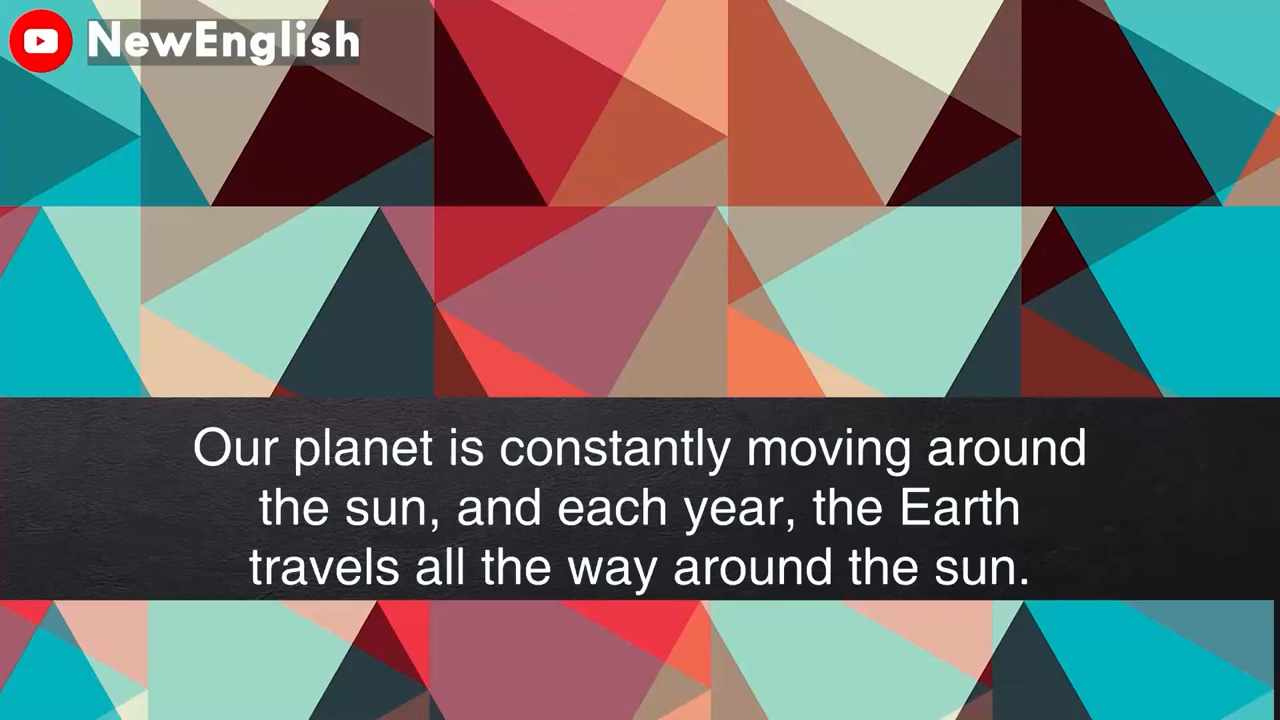 NewEnglish
Our planet is constantly moving around
the sun, and each year, the Earth
travels all the way around the sun.